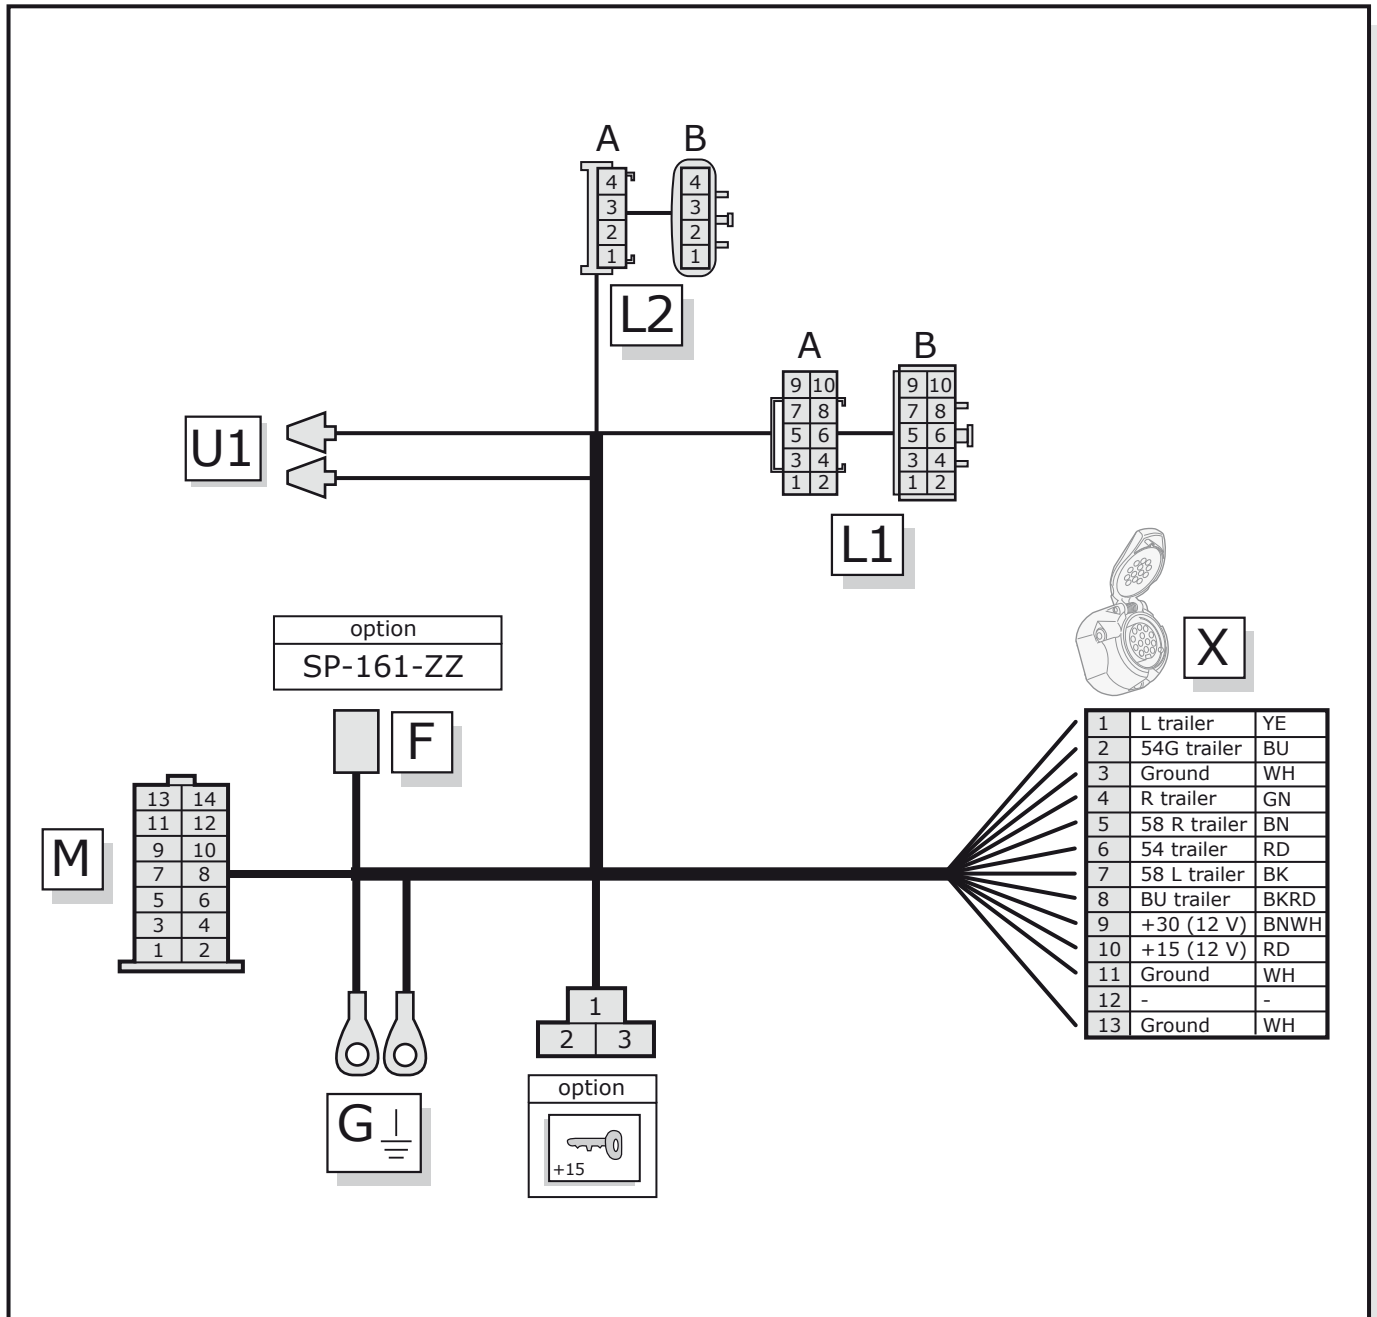 A B
4 4
3 3
2 2
1 1
L2
A B
9 10 9 10
7 8 7 8
5 6 5 6
3 4 3 4
1 2 1 2
L1
U1
option
SP-161-ZZ
F
X
13 14
11 12
9 10
7 8
5 6
3 4
1 2
M
1 L trailer YE
2 54G trailer BU
3 Ground WH
4 R trailer GN
5 58 R trailer BN
6 54 trailer RD
7 58 L trailer BK
8 BU trailer BKRD
9 +30 (12 V) BNWH
10 +15 (12 V) RD
11 Ground WH
12 - -
13 Ground WH
1
2 3
G
option
+15